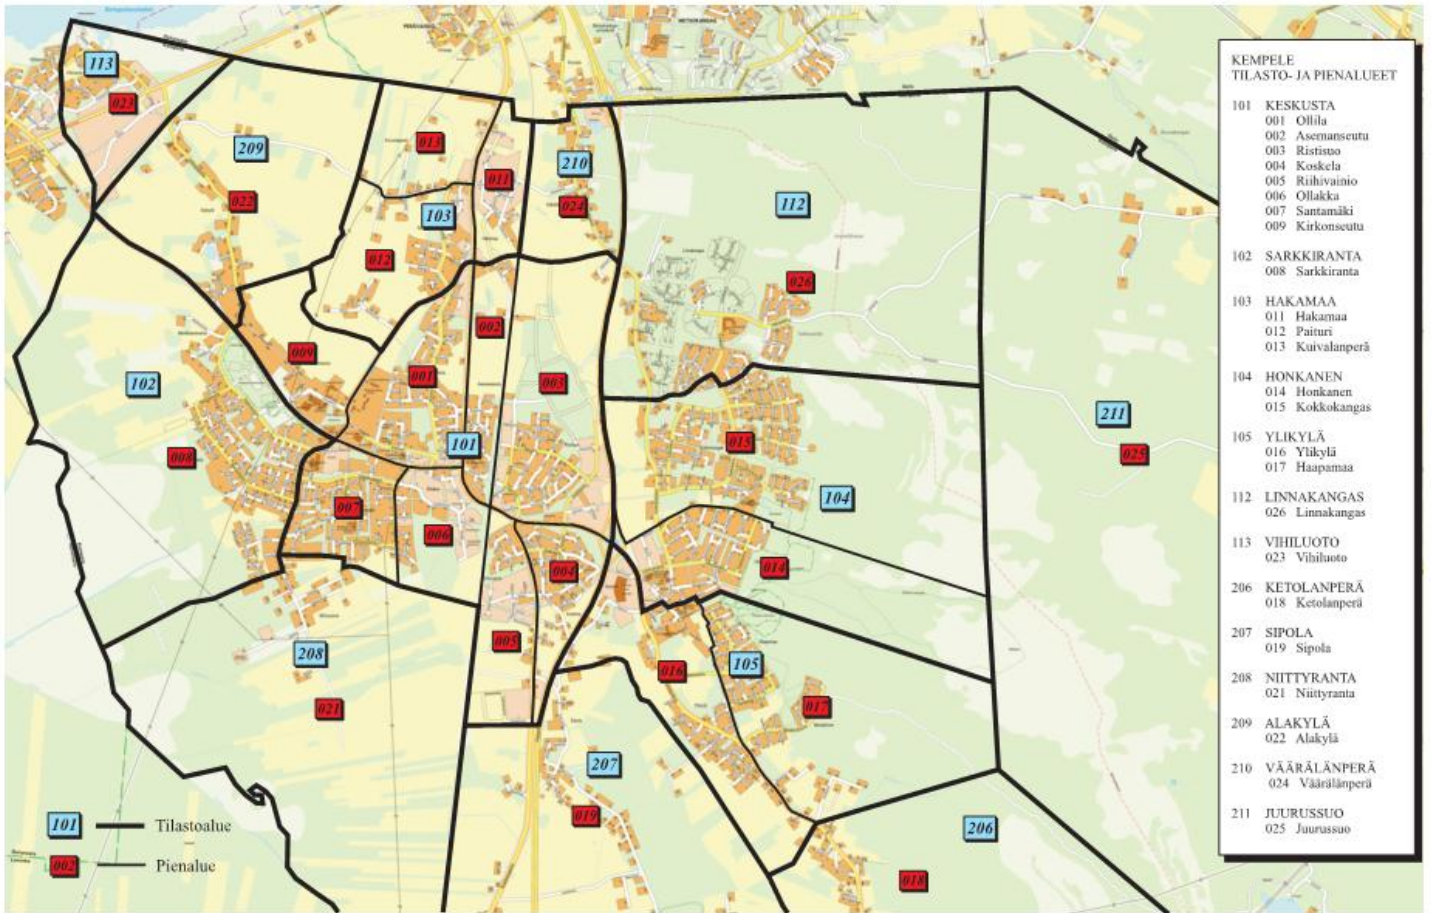 113
023
209
022
013
011
103
012
210
024
112
026
002
009
001
003
102
101
008
007
006
015
211
025
104
004
014
005
208
021
016
105
017
207
019
206
018
101 Tilastoalue
002 Pienalue
KEMPELE
TILASTO- JA PIENALUEET
101 KESKUSTA
001 Ollila
002 Asemanseutu
003 Ristisuo
004 Koskela
005 Riihivainio
006 Ollakka
007 Santamäki
009 Kirkonseutu
102 SARKKIRANTA
008 Sarkkiranta
103 HAKAMAA
011 Hakamaa
012 Paituri
013 Kuivalanperä
104 HONKANEN
014 Honkanen
015 Kokkokangas
105 YLIKYLÄ
016 Ylikylä
017 Haapamaa
112 LINNAKANGAS
026 Linnakangas
113 VIHILUOTO
023 Vihiluoto
206 KETOLANPERÄ
018 Ketolanperä
207 SIPOLA
019 Sipola
208 NIITTYRANTA
021 Niittyranta
209 ALAKYLÄ
022 Alakylä
210 VÄÄRÄLÄNPERÄ
024 Väärälänperä
211 JUURUSSUO
025 Juurussuo